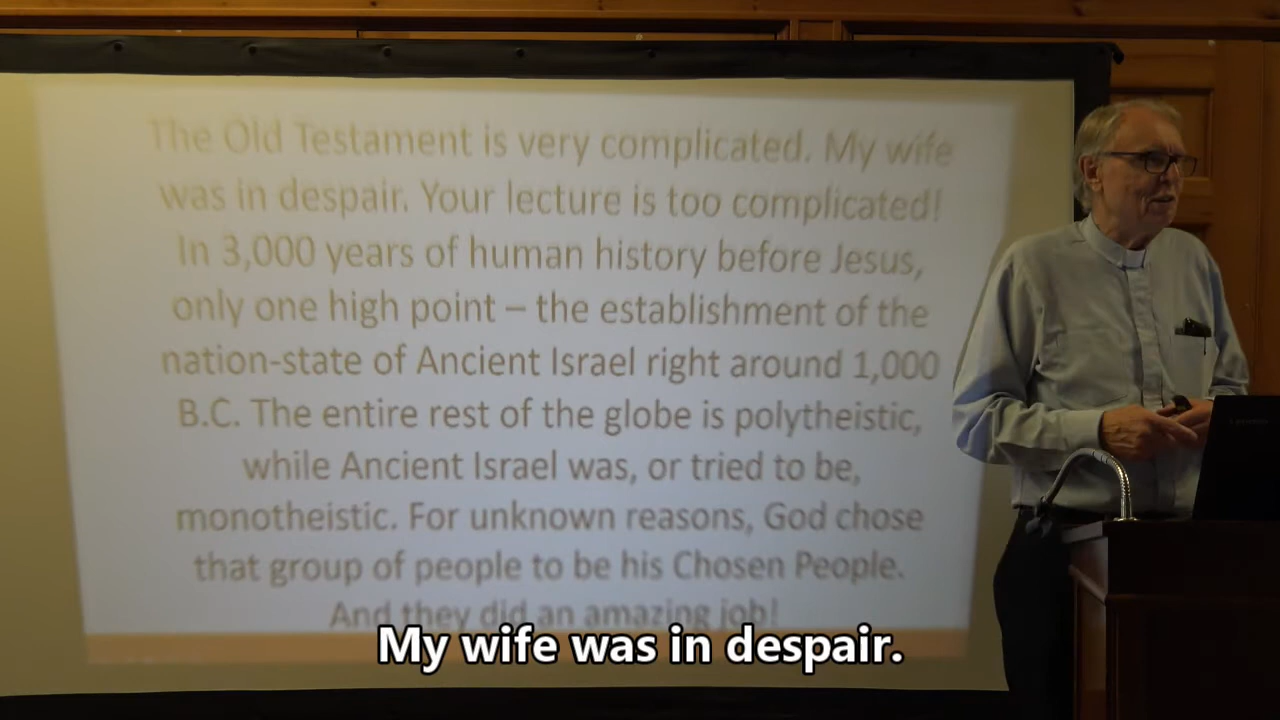 The Old Testament is very complicated. My wife
was in despair. Your lecture is too complicated!
In 3,000 years of human history before Jesus,
only one high point – the establishment of the
nation-state of Ancient Israel right around 1,000
B.C. The entire rest of the globe is polytheistic,
while Ancient Israel was, or tried to be,
monotheistic. For unknown reasons, God chose
that group of people to be his Chosen People.
And they did an amazing job!
My wife was in despair.